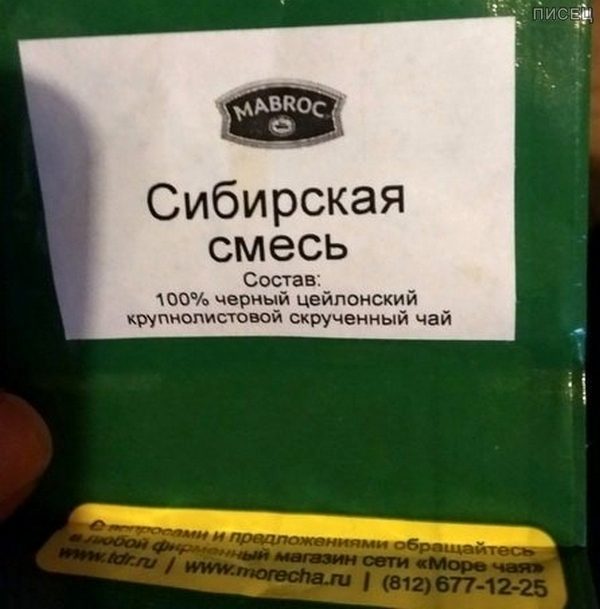 писец
MABROC
Сибирская
смесь
Состав:
100% черный цейлонский
крупнолистовой скрученный чай
С вопросами и предложениями обращайтесь
в любой фирменный магазин сети «Море чая»
www.tdr.ru | www.morecha.ru | (812) 677-12-25